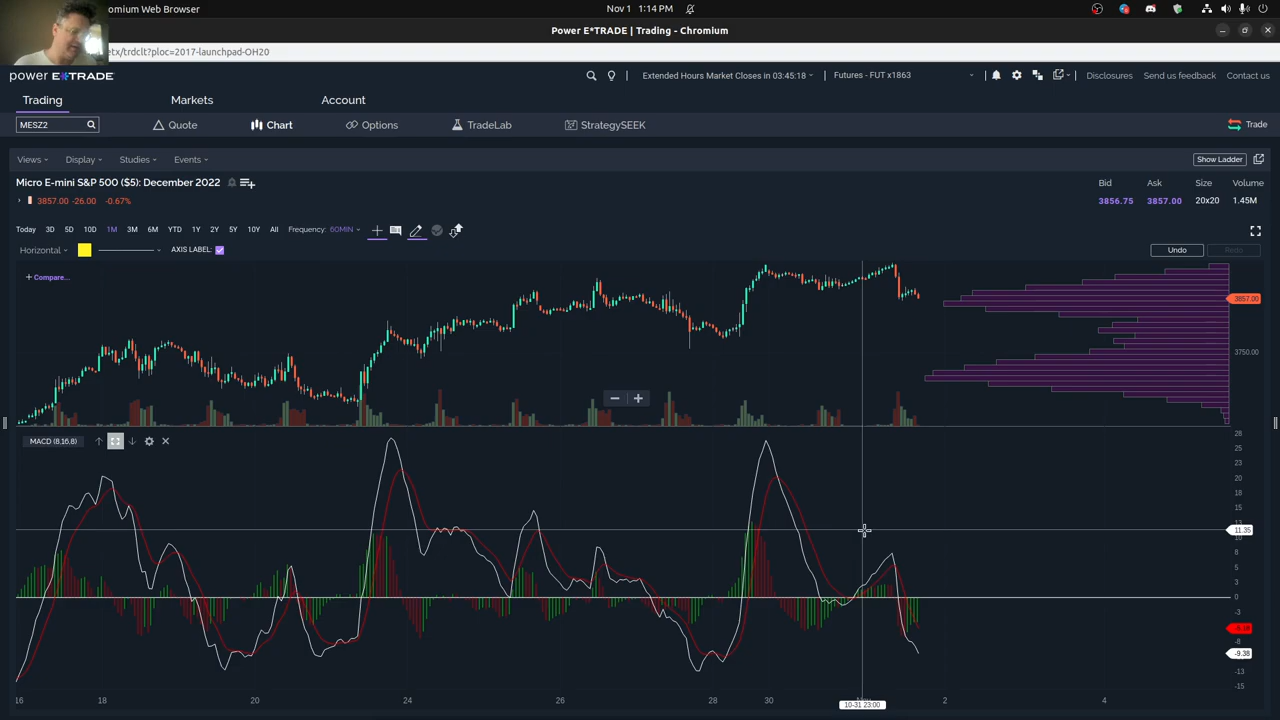 omium Web Browser
Nov 1 1:14 PM
Power E*TRADE | Trading - Chromium
etx/trdclt?ploc=2017-launchpad-OH20
power E*TRADE
Extended Hours Market Closes in 03:45:18
Futures - FUT x1863
Disclosures
Send us feedback
Contact us
Trading
Markets
Account
MESZ2
Quote
Chart
Options
TradeLab
StrategySEEK
Trade
Views
Display
Studies
Events
Show Ladder
Micro E-mini S&P 500 ($5): December 2022
Bid
Ask
Size
Volume
3857.00 -26.00 -0.67%
3856.75
3857.00
20x20
1.45M
Today 3D 5D 10D 1M 3M 6M YTD 1Y 2Y 5Y 10Y All Frequency: 60MIN
Horizontal
AXIS LABEL:
Undo
Redo
+ Compare...
3857.00
3750.00
MACD (8,16,8)
28
25
23
20
18
15
13
11.35
10
8
5
3
0
-3
-8
-9.38
-13
-15
16
18
20
24
26
28
30
2
4
10-31 23:00